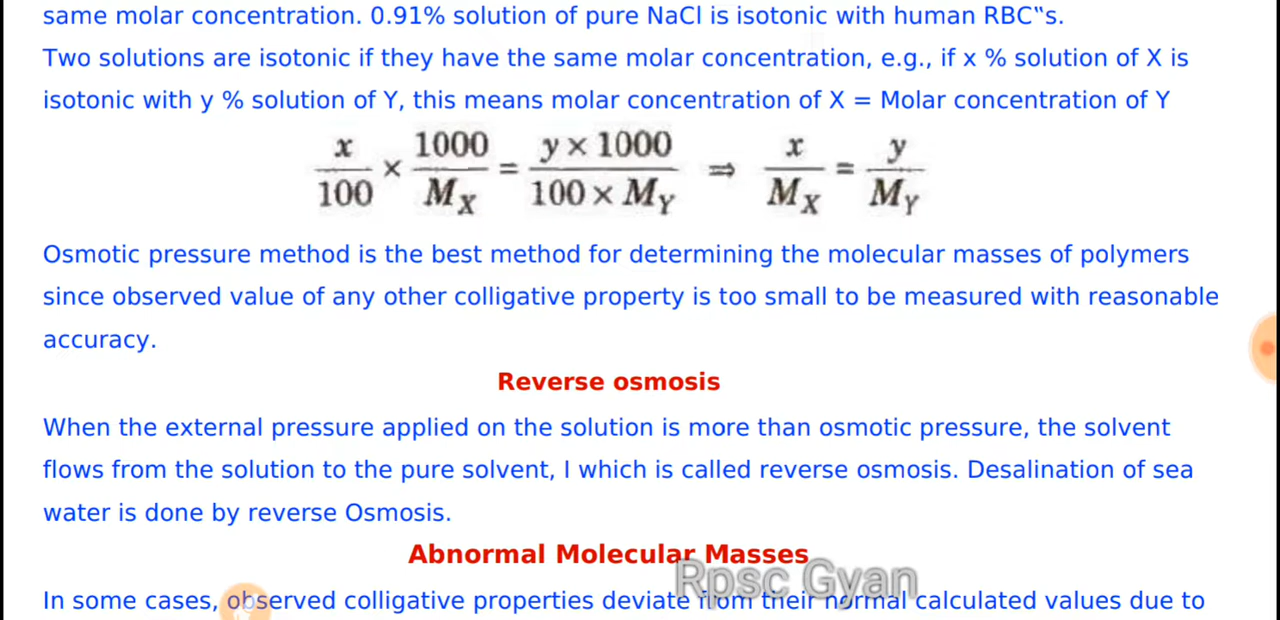 same molar concentration. 0.91% solution of pure NaCl is isotonic with human RBC‟s.
Two solutions are isotonic if they have the same molar concentration, e.g., if x % solution of X is
isotonic with y % solution of Y, this means molar concentration of X = Molar concentration of Y
x/100 × 1000/M_X = y × 1000/100 × M_Y ⇒ x/M_X = y/M_Y
Osmotic pressure method is the best method for determining the molecular masses of polymers
since observed value of any other colligative property is too small to be measured with reasonable
accuracy.
Reverse osmosis
When the external pressure applied on the solution is more than osmotic pressure, the solvent
flows from the solution to the pure solvent, I which is called reverse osmosis. Desalination of sea
water is done by reverse Osmosis.
Abnormal Molecular Masses
Rpsc Gyan
In some cases, observed colligative properties deviate from their normal calculated values due to